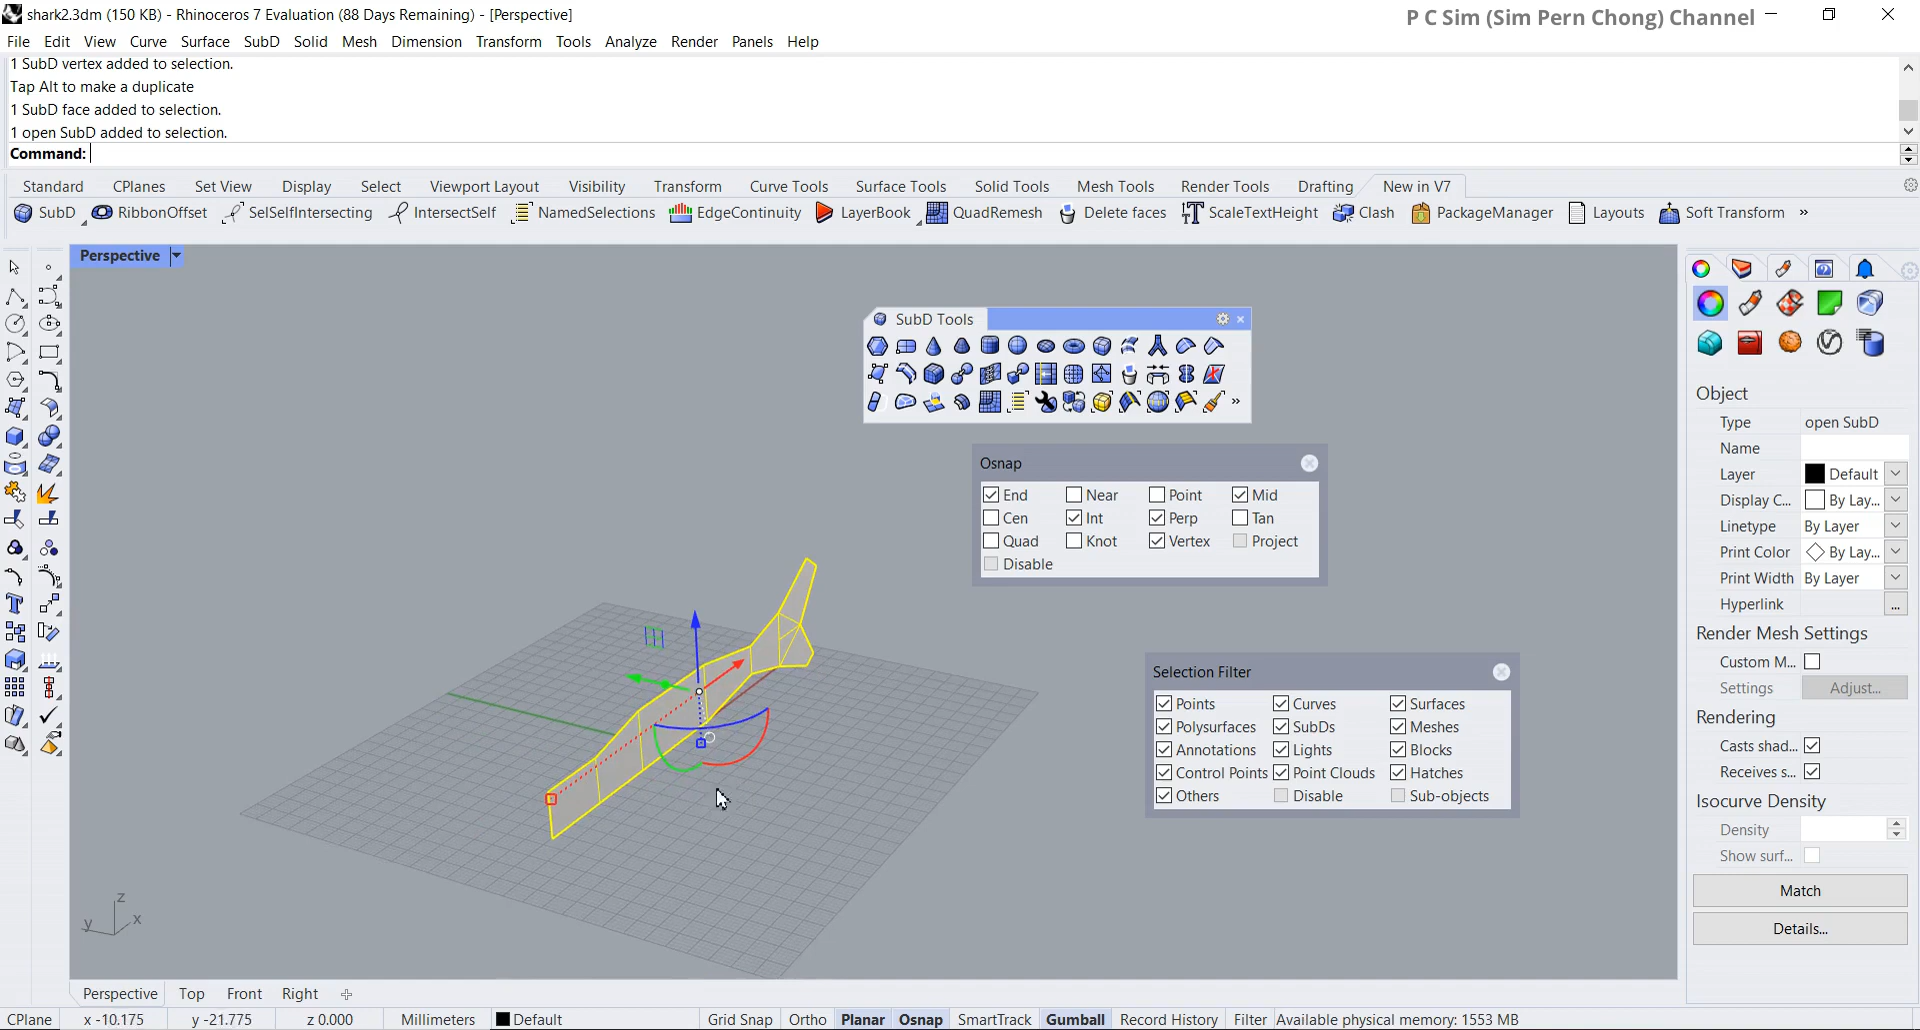 shark2.3dm (150 KB) - Rhinoceros 7 Evaluation (88 Days Remaining) - [Perspective]
P C Sim (Sim Pern Chong) Channel
File Edit View Curve Surface SubD Solid Mesh Dimension Transform Tools Analyze Render Panels Help
1 SubD vertex added to selection.
Tap Alt to make a duplicate
1 SubD face added to selection.
1 open SubD added to selection.
Command:
Standard CPlanes Set View Display Select Viewport Layout Visibility Transform Curve Tools Surface Tools Solid Tools Mesh Tools Render Tools Drafting New in V7
SubD RibbonOffset SelSelfIntersecting IntersectSelf NamedSelections EdgeContinuity LayerBook QuadRemesh Delete faces ScaleTextHeight Clash PackageManager Layouts Soft Transform »
Perspective
SubD Tools
»
Osnap
End Near Point Mid
Cen Int Perp Tan
Quad Knot Vertex Project
Disable
Selection Filter
Points Curves Surfaces
Polysurfaces SubDs Meshes
Annotations Lights Blocks
Control Points Point Clouds Hatches
Others Disable Sub-objects
z
y x
Object
Type open SubD
Name
Layer Default
Display C... By Lay...
Linetype By Layer
Print Color By Lay...
Print Width By Layer
Hyperlink ...
Render Mesh Settings
Custom M...
Settings Adjust...
Rendering
Casts shad...
Receives s...
Isocurve Density
Density
Show surf...
Match
Details...
Perspective Top Front Right
CPlane x -10.175 y -21.775 z 0.000 Millimeters Default Grid Snap Ortho Planar Osnap SmartTrack Gumball Record History Filter Available physical memory: 1553 MB